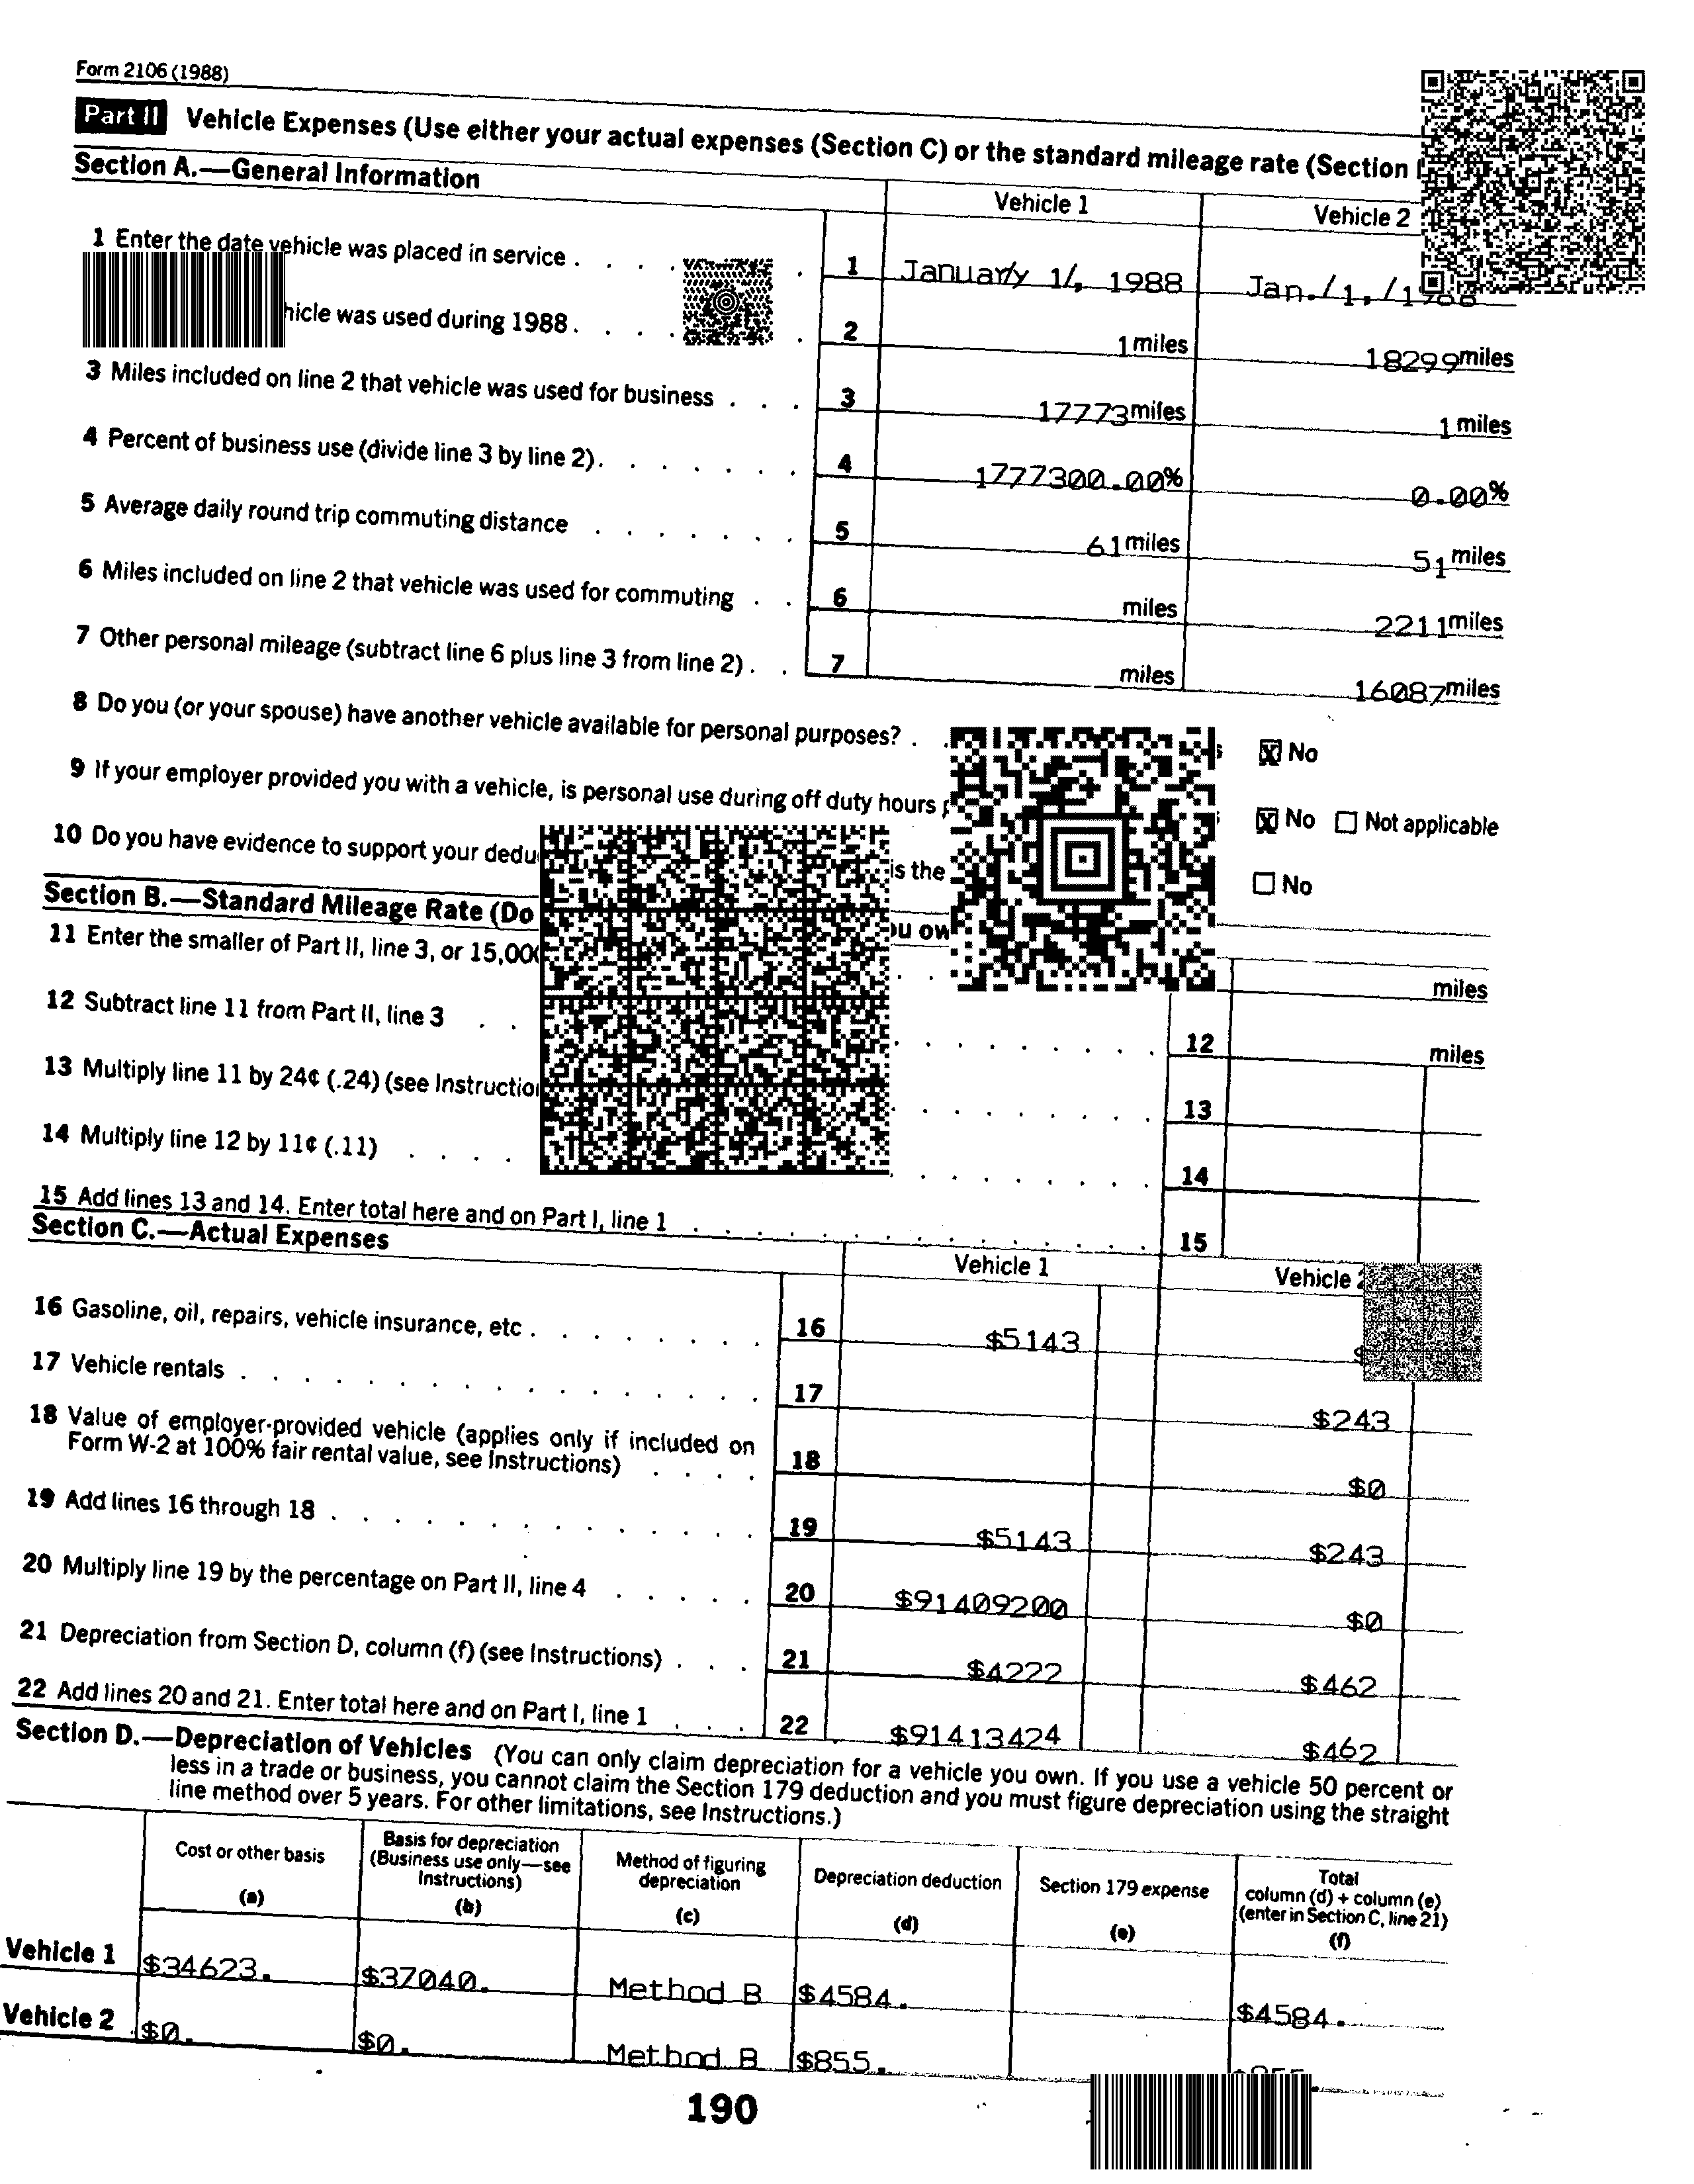 Form 2106 (1988)
Part II Vehicle Expenses (Use either your actual expenses (Section C) or the standard mileage rate (Section
Section A.—General Information
Vehicle 1 Vehicle 2
1 Enter the date vehicle was placed in service . . . . . 1 January 1/, 1988 Jan./1,/1988
hicle was used during 1988 . . . . . 2 1 miles 18299 miles
3 Miles included on line 2 that vehicle was used for business . . . 3 17773 miles 1 miles
4 Percent of business use (divide line 3 by line 2) . . . . . . . 4 1777300.00% 0.00%
5 Average daily round trip commuting distance . . . . . . . 5 61 miles 51 miles
6 Miles included on line 2 that vehicle was used for commuting . . 6 miles 2211 miles
7 Other personal mileage (subtract line 6 plus line 3 from line 2) . . 7 miles 16087 miles
8 Do you (or your spouse) have another vehicle available for personal purposes? . . X No
9 If your employer provided you with a vehicle, is personal use during off duty hours X No Not applicable
10 Do you have evidence to support your dedu is the No
Section B.—Standard Mileage Rate (Do ou ow
11 Enter the smaller of Part II, line 3, or 15,00 miles
12 Subtract line 11 from Part II, line 3 . . . . . . . . . . 12 miles
13 Multiply line 11 by 24¢ (.24) (see Instructio . . . . . . . . 13
14 Multiply line 12 by 11¢ (.11) . . . . . . . . . . . . 14
15 Add lines 13 and 14. Enter total here and on Part I, line 1 . . . . . . . . . . . . . . 15
Section C.—Actual Expenses
Vehicle 1 Vehicle
16 Gasoline, oil, repairs, vehicle insurance, etc . . . . . . . . 16 $5143
17 Vehicle rentals . . . . . . . . . . . . . . . . . 17 $243
18 Value of employer-provided vehicle (applies only if included on
Form W-2 at 100% fair rental value, see Instructions) . . . . 18 $0
19 Add lines 16 through 18 . . . . . . . . . . . . . . 19 $5143 $243
20 Multiply line 19 by the percentage on Part II, line 4 . . . . . 20 $91409200 $0
21 Depreciation from Section D, column (f) (see Instructions) . . . 21 $4222 $462
22 Add lines 20 and 21. Enter total here and on Part I, line 1 . . . 22 $91413424 $462
Section D.—Depreciation of Vehicles (You can only claim depreciation for a vehicle you own. If you use a vehicle 50 percent or
less in a trade or business, you cannot claim the Section 179 deduction and you must figure depreciation using the straight
line method over 5 years. For other limitations, see Instructions.)
Cost or other basis (a) Basis for depreciation (Business use only—see Instructions) (b) Method of figuring depreciation (c) Depreciation deduction (d) Section 179 expense (e) Total column (d) + column (e) (enter in Section C, line 21) (f)
Vehicle 1 $34623. $37040. Method B $4584. $4584.
Vehicle 2 $0. $0. Method B $855.
190